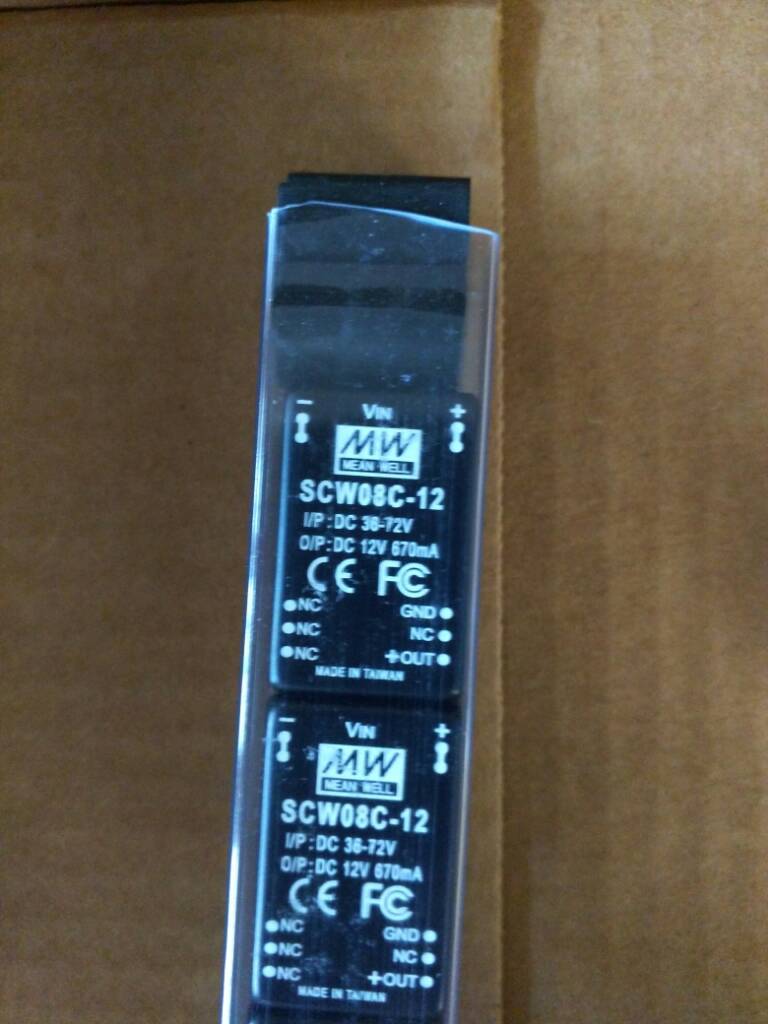 − VIN +
MW
MEAN WELL
SCW08C-12
I/P : DC 36-72V
O/P : DC 12V 670mA
CE FC
NC GND
NC NC
NC +OUT
MADE IN TAIWAN
− VIN +
MW
MEAN WELL
SCW08C-12
I/P : DC 36-72V
O/P : DC 12V 670mA
CE FC
NC GND
NC NC
NC +OUT
MADE IN TAIWAN